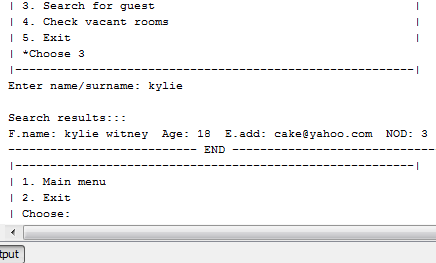 | 3. Search for guest |
| 4. Check vacant rooms |
| 5. Exit |
| *Choose 3
|---------------------------------------------------------|
Enter name/surname: kylie
Search results:::
F.name: kylie witney  Age: 18  E.add: cake@yahoo.com  NOD: 3
--------------------------- END -----------------------------
|---------------------------------------------------------|
| 1. Main menu
| 2. Exit
| Choose:
tput